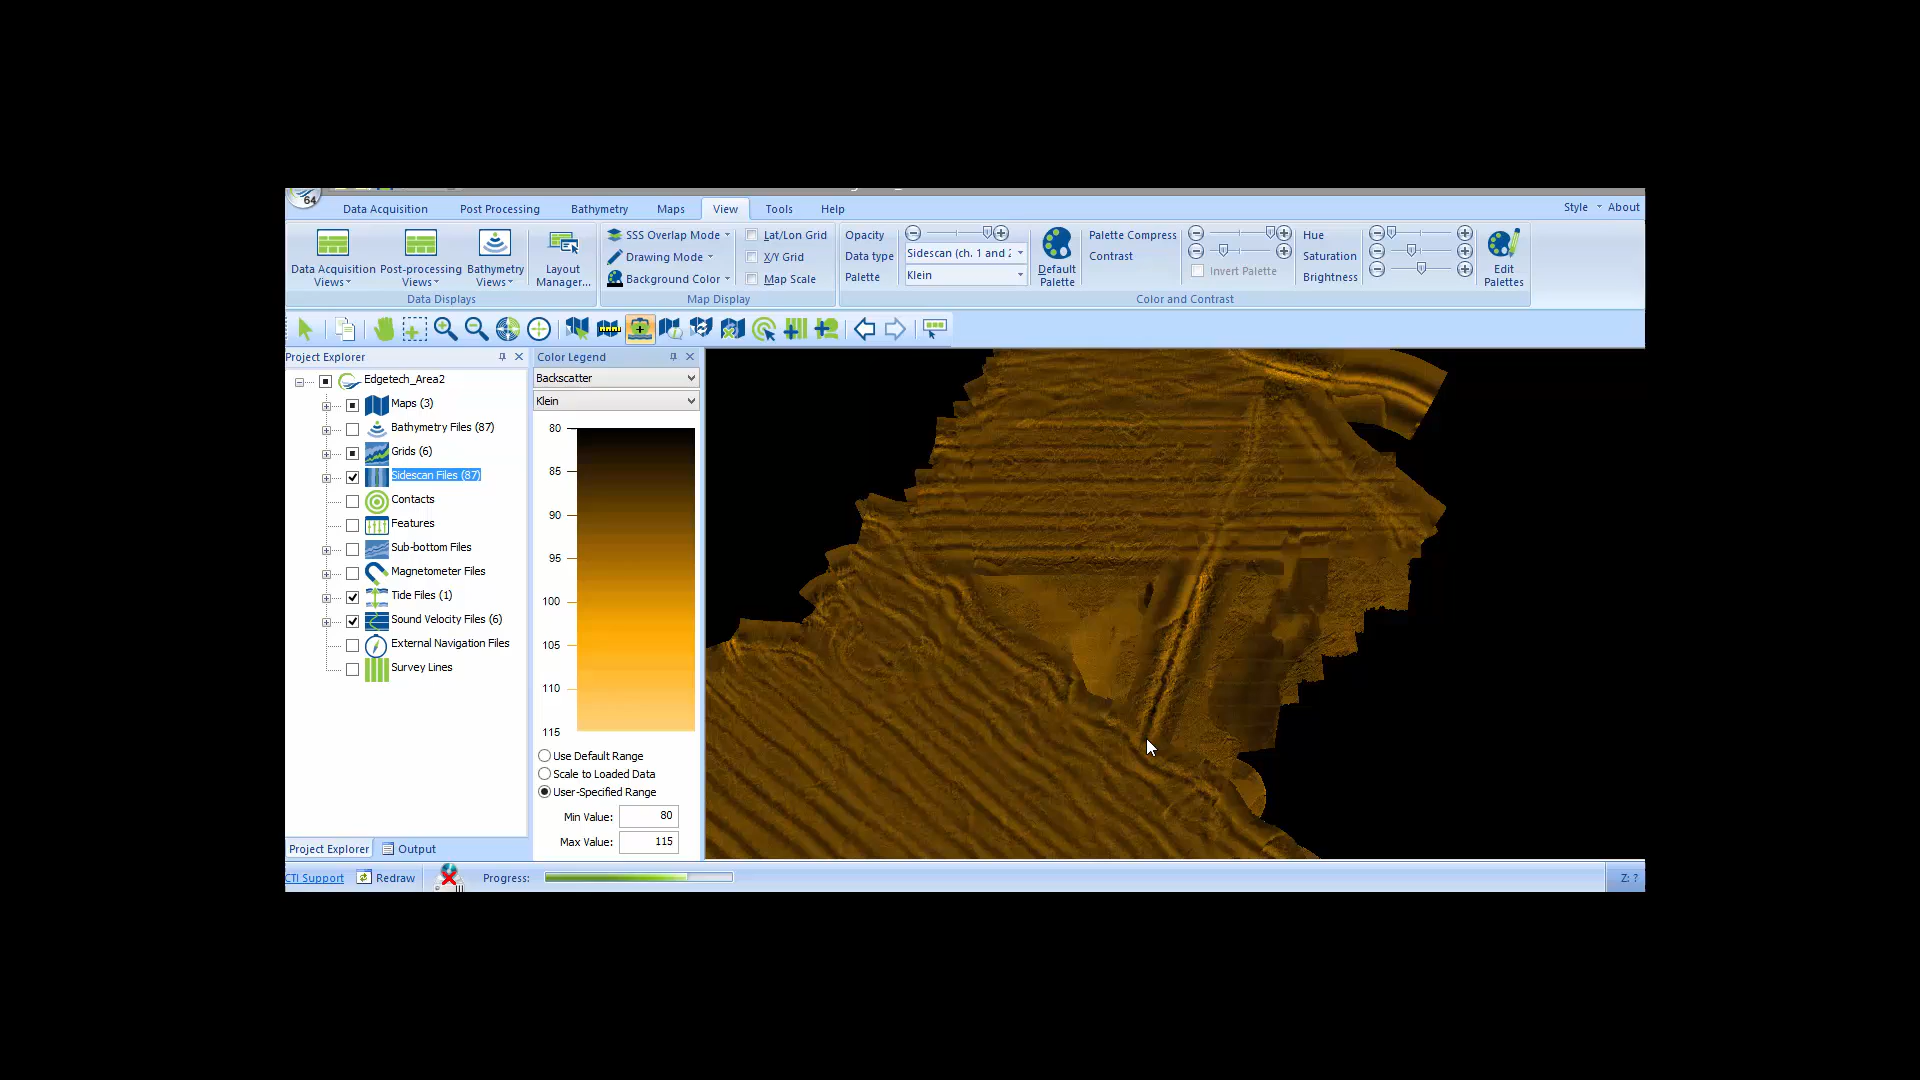 64
Data Acquisition Post Processing Bathymetry Maps View Tools Help Style About
Data Acquisition Views
Post-processing Views
Bathymetry Views
Layout Manager...
Data Displays
SSS Overlap Mode
Drawing Mode
Background Color
Lat/Lon Grid
X/Y Grid
Map Scale
Map Display
Opacity
Data type Sidescan (ch. 1 and
Palette Klein
Default Palette
Palette Compress
Contrast
Invert Palette
Hue
Saturation
Brightness
Edit Palettes
Color and Contrast
Project Explorer
Edgetech_Area2
Maps (3)
Bathymetry Files (87)
Grids (6)
Sidescan Files (87)
Contacts
Features
Sub-bottom Files
Magnetometer Files
Tide Files (1)
Sound Velocity Files (6)
External Navigation Files
Survey Lines
Project Explorer Output
Color Legend
Backscatter
Klein
80
85
90
95
100
105
110
115
Use Default Range
Scale to Loaded Data
User-Specified Range
Min Value: 80
Max Value: 115
CTI Support Redraw Progress: Z: ?